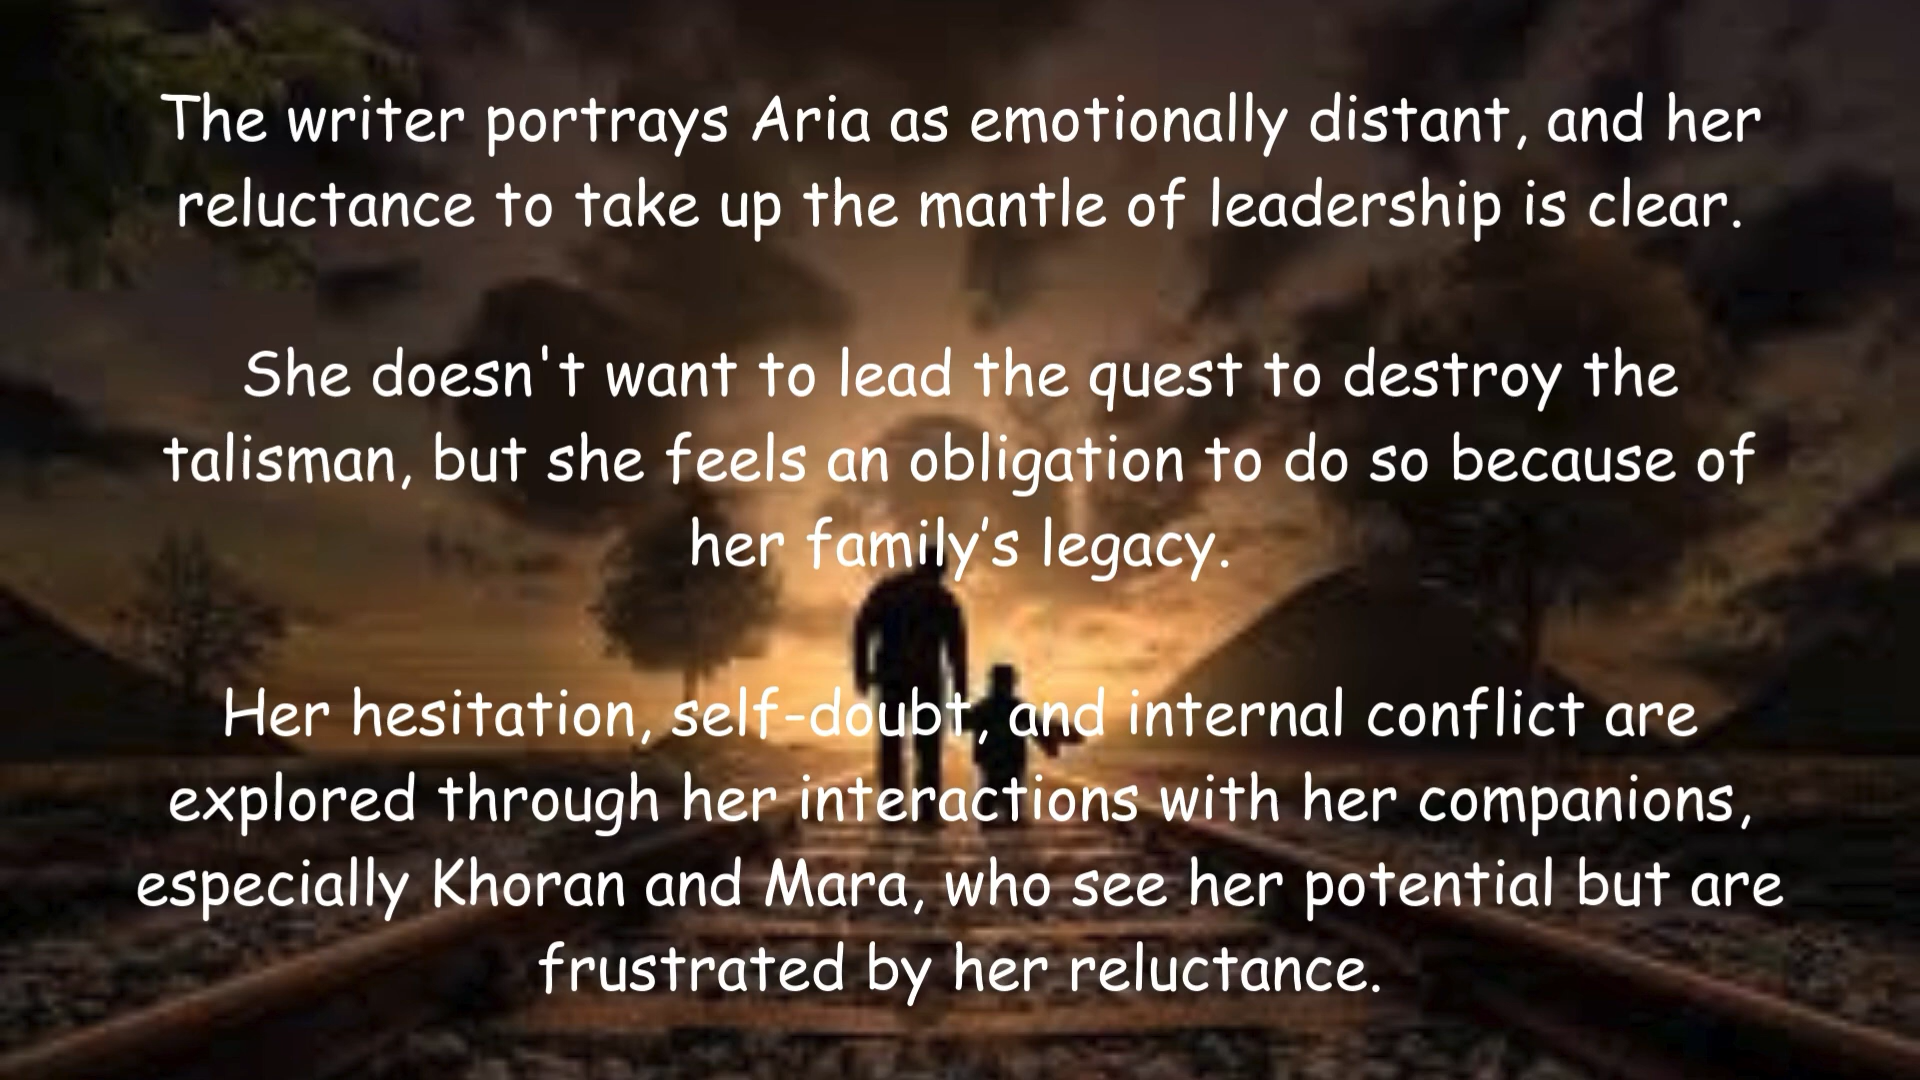 The writer portrays Aria as emotionally distant, and her
reluctance to take up the mantle of leadership is clear.
She doesn't want to lead the quest to destroy the
talisman, but she feels an obligation to do so because of
her family’s legacy.
Her hesitation, self-doubt, and internal conflict are
explored through her interactions with her companions,
especially Khoran and Mara, who see her potential but are
frustrated by her reluctance.